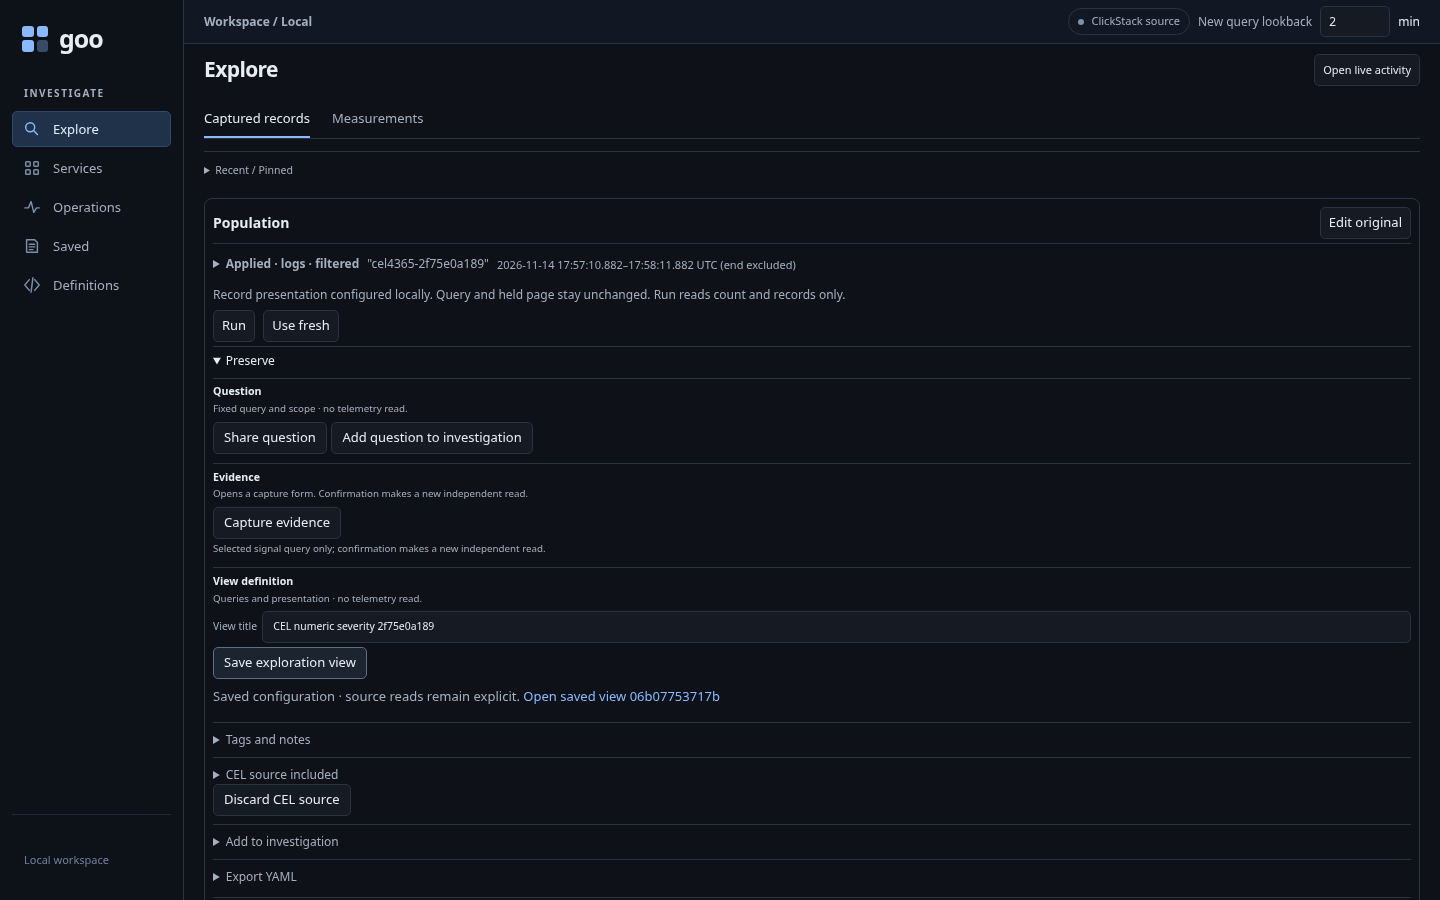 goo
Workspace / Local
ClickStack source
New query lookback
2
min
INVESTIGATE
Explore
Services
Operations
Saved
Definitions
Local workspace
Explore
Open live activity
Captured records
Measurements
Recent / Pinned
Population
Edit original
Applied · logs · filtered "cel4365-2f75e0a189" 2026-11-14 17:57:10.882–17:58:11.882 UTC (end excluded)
Record presentation configured locally. Query and held page stay unchanged. Run reads count and records only.
Run
Use fresh
Preserve
Question
Fixed query and scope · no telemetry read.
Share question
Add question to investigation
Evidence
Opens a capture form. Confirmation makes a new independent read.
Capture evidence
Selected signal query only; confirmation makes a new independent read.
View definition
Queries and presentation · no telemetry read.
View title
CEL numeric severity 2f75e0a189
Save exploration view
Saved configuration · source reads remain explicit. Open saved view 06b07753717b
Tags and notes
CEL source included
Discard CEL source
Add to investigation
Export YAML